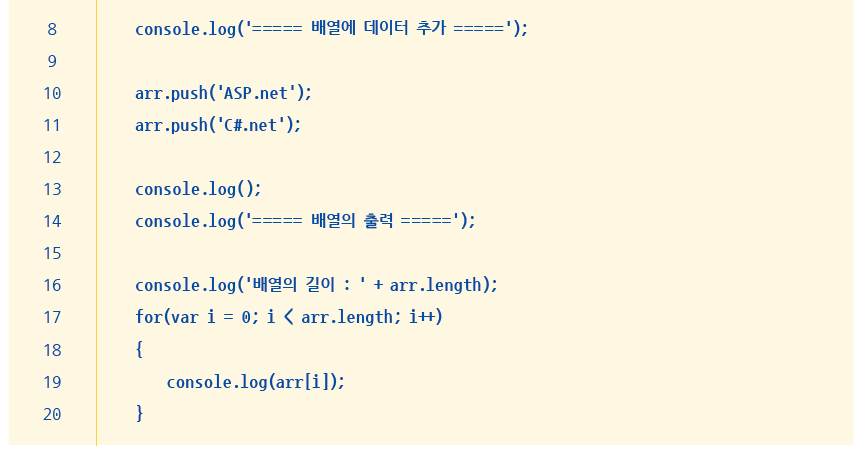 8 console.log('===== 배열에 데이터 추가 =====');
9
10 arr.push('ASP.net');
11 arr.push('C#.net');
12
13 console.log();
14 console.log('===== 배열의 출력 =====');
15
16 console.log('배열의 길이 : ' + arr.length);
17 for(var i = 0; i < arr.length; i++)
18 {
19 console.log(arr[i]);
20 }